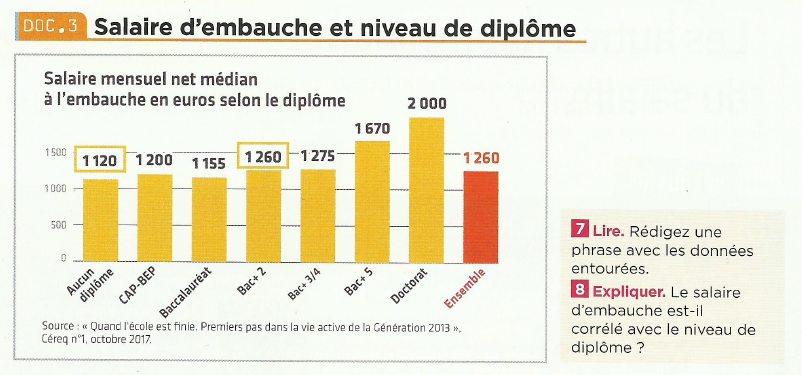 DOC.3 Salaire d'embauche et niveau de diplôme
Salaire mensuel net médian
à l'embauche en euros selon le diplôme
2 000
1 670
1 120 1 200 1 155 1 260 1 275 1 260
1 500
1 000
500
0
Aucun diplôme
CAP-BEP
Baccalauréat
Bac+ 2
Bac+ 3/4
Bac+ 5
Doctorat
Ensemble
Source : « Quand l'école est finie. Premiers pas dans la vie active de la Génération 2013 »,
Céreq n°1, octobre 2017.
7 Lire. Rédigez une
phrase avec les données
entourées.
8 Expliquer. Le salaire
d'embauche est-il
corrélé avec le niveau de
diplôme ?